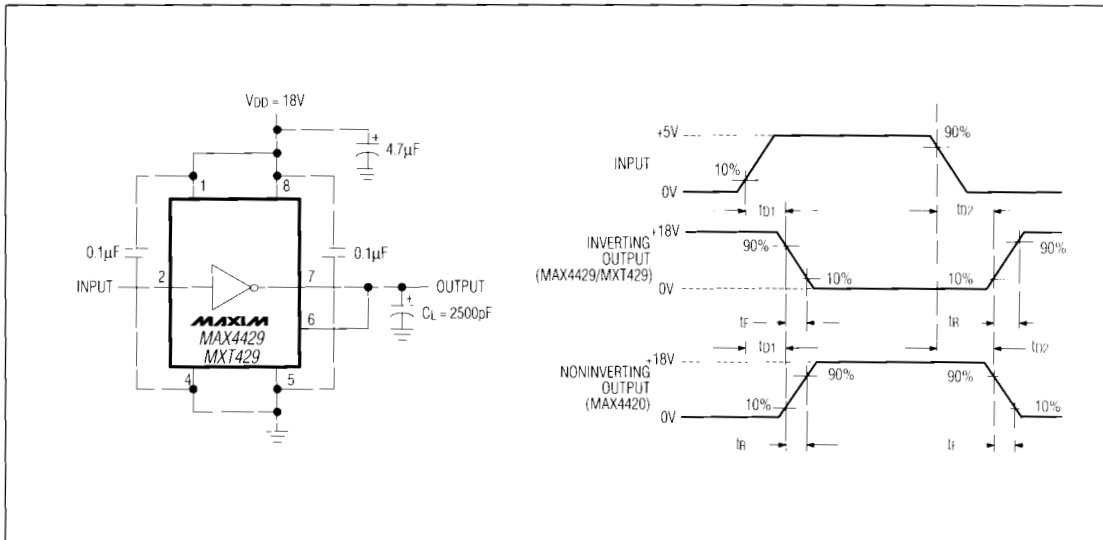 VDD = 18V
+
4.7µF
1
8
0.1µF
0.1µF
2
7
INPUT
OUTPUT
+
CL = 2500pF
6
MAXIM
MAX4429
MXT429
4
5
+5V
90%
INPUT
10%
0V
tD1
tD2
+18V
INVERTING
OUTPUT
(MAX4429/MXT429)
90%
90%
10%
10%
0V
tF
tR
tD1
tD2
+18V
NONINVERTING
OUTPUT
(MAX4420)
90%
90%
10%
10%
0V
tR
tF